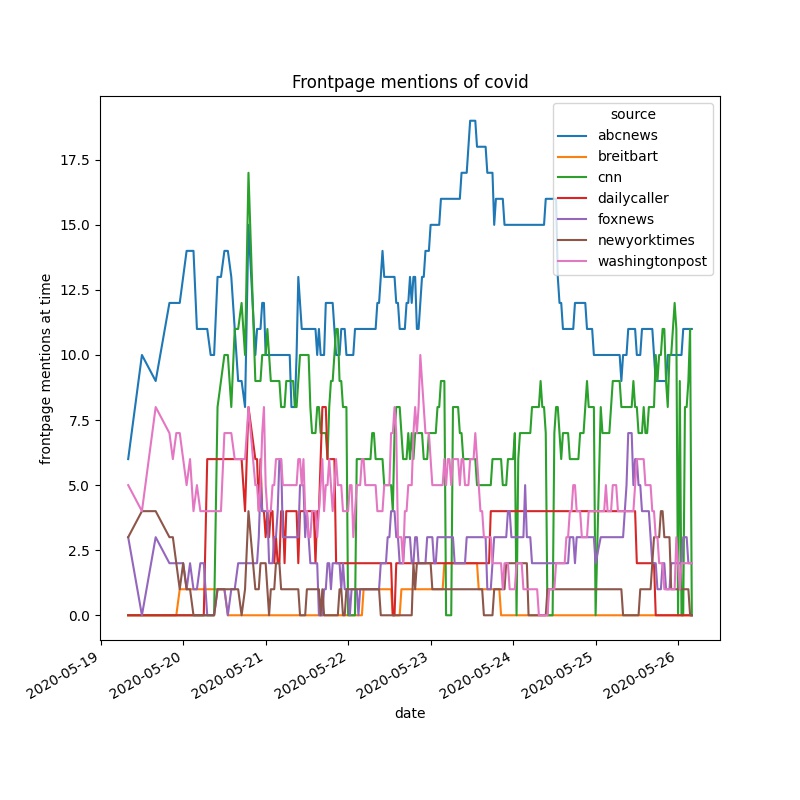 Frontpage mentions of covid
source
abcnews
breitbart
cnn
dailycaller
foxnews
newyorktimes
washingtonpost
frontpage mentions at time
17.5
15.0
12.5
10.0
7.5
5.0
2.5
0.0
2020-05-19
2020-05-20
2020-05-21
2020-05-22
2020-05-23
2020-05-24
2020-05-25
2020-05-26
date